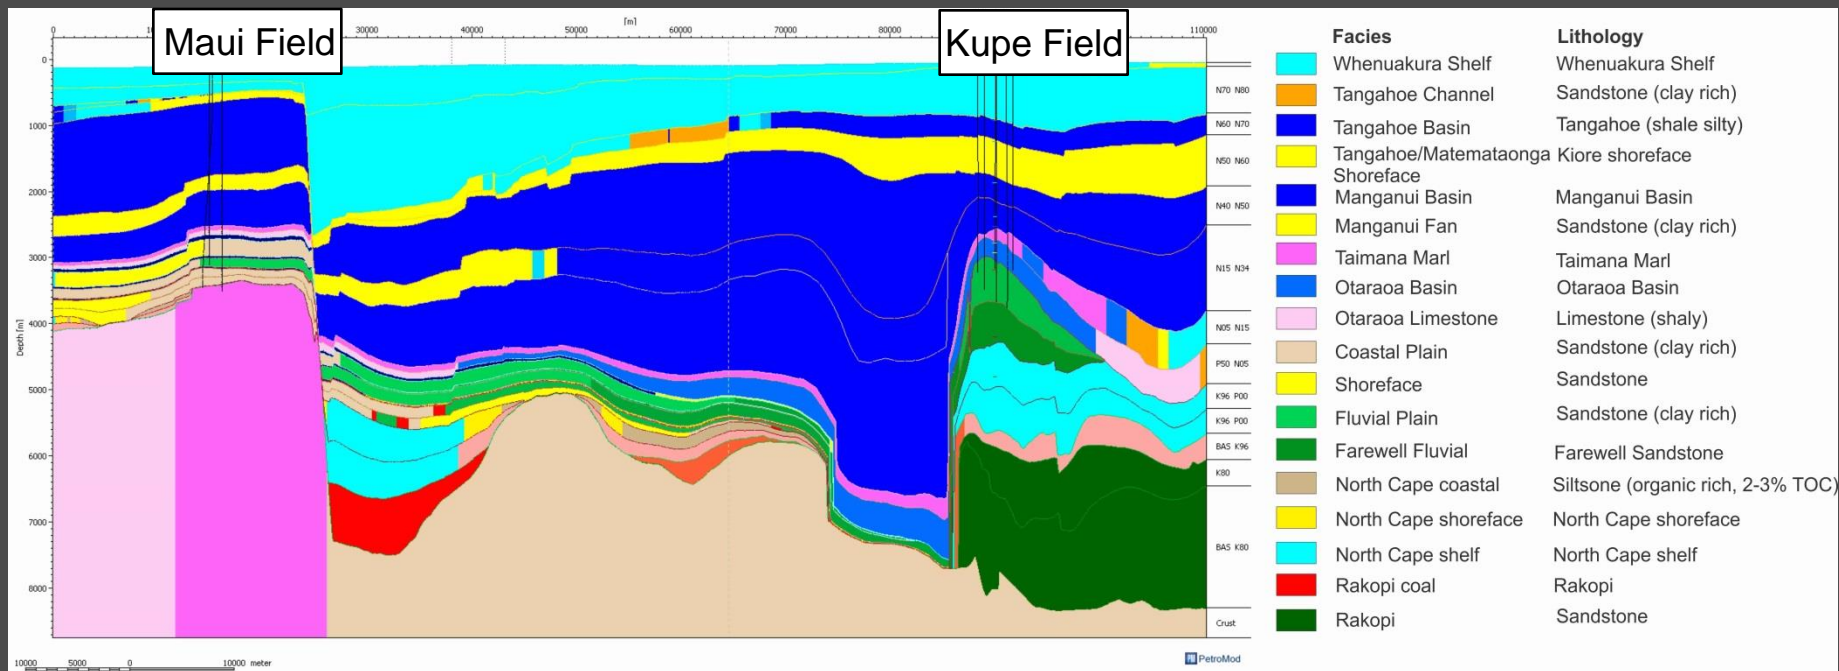 [m]
0 30000 40000 50000 60000 70000 80000 110000
Maui Field
Kupe Field
Depth [m]
0
1000
2000
3000
4000
5000
6000
7000
8000
N70 N80
N60 N70
N50 N60
N40 N50
N15 N34
N05 N15
P50 N05
K96 P00
K96 P00
BAS K96
K80
BAS K80
Crust
10000 5000 0 10000 meter
PetroMod
Facies Lithology
Whenuakura Shelf Whenuakura Shelf
Tangahoe Channel Sandstone (clay rich)
Tangahoe Basin Tangahoe (shale silty)
Tangahoe/Matemataonga Kiore shoreface
Shoreface
Manganui Basin Manganui Basin
Manganui Fan Sandstone (clay rich)
Taimana Marl Taimana Marl
Otaraoa Basin Otaraoa Basin
Otaraoa Limestone Limestone (shaly)
Coastal Plain Sandstone (clay rich)
Shoreface Sandstone
Fluvial Plain Sandstone (clay rich)
Farewell Fluvial Farewell Sandstone
North Cape coastal Siltsone (organic rich, 2-3% TOC)
North Cape shoreface North Cape shoreface
North Cape shelf North Cape shelf
Rakopi coal Rakopi
Rakopi Sandstone